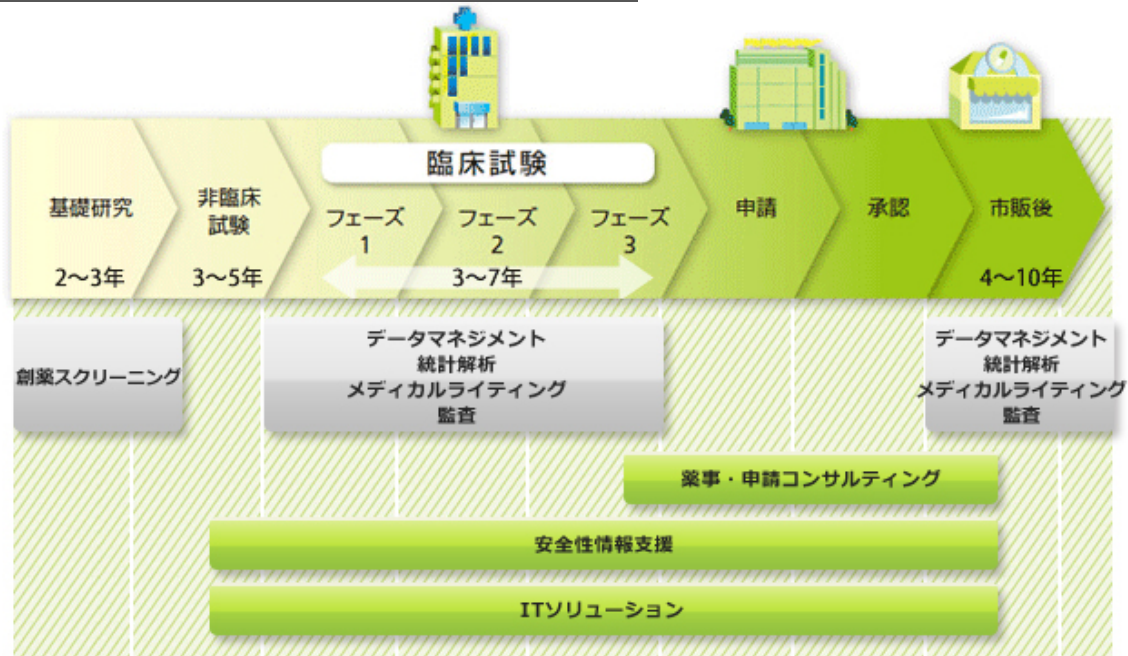 臨床試験
基礎研究
2～3年
非臨床
試験
3～5年
フェーズ
1
フェーズ
2
フェーズ
3
3～7年
申請
承認
市販後
4～10年
創薬スクリーニング
データマネジメント
統計解析
メディカルライティング
監査
データマネジメント
統計解析
メディカルライティング
監査
薬事・申請コンサルティング
安全性情報支援
ITソリューション